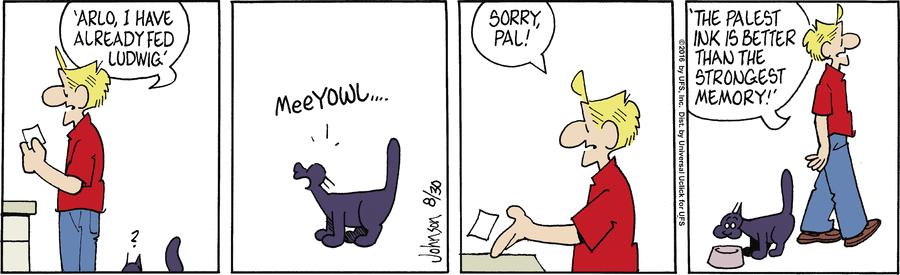 'ARLO, I HAVE
ALREADY FED
LUDWIG.'
?
MeeYOWL....
Johnson 8/30
SORRY,
PAL!
©2016 by UFS, Inc. Dist. by Universal Uclick for UFS
'THE PALEST
INK IS BETTER
THAN THE
STRONGEST
MEMORY!'